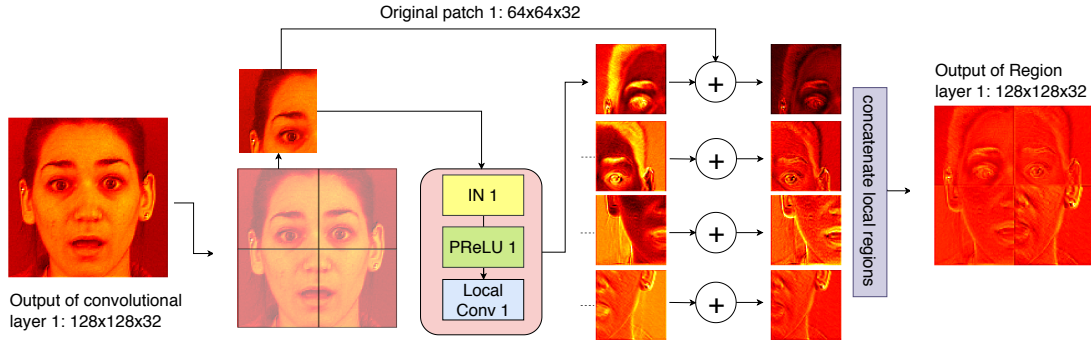 Original patch 1: 64x64x32
Output of convolutional
layer 1: 128x128x32
IN 1
PReLU 1
Local
Conv 1
+
+
+
+
concatenate local regions
Output of Region
layer 1: 128x128x32